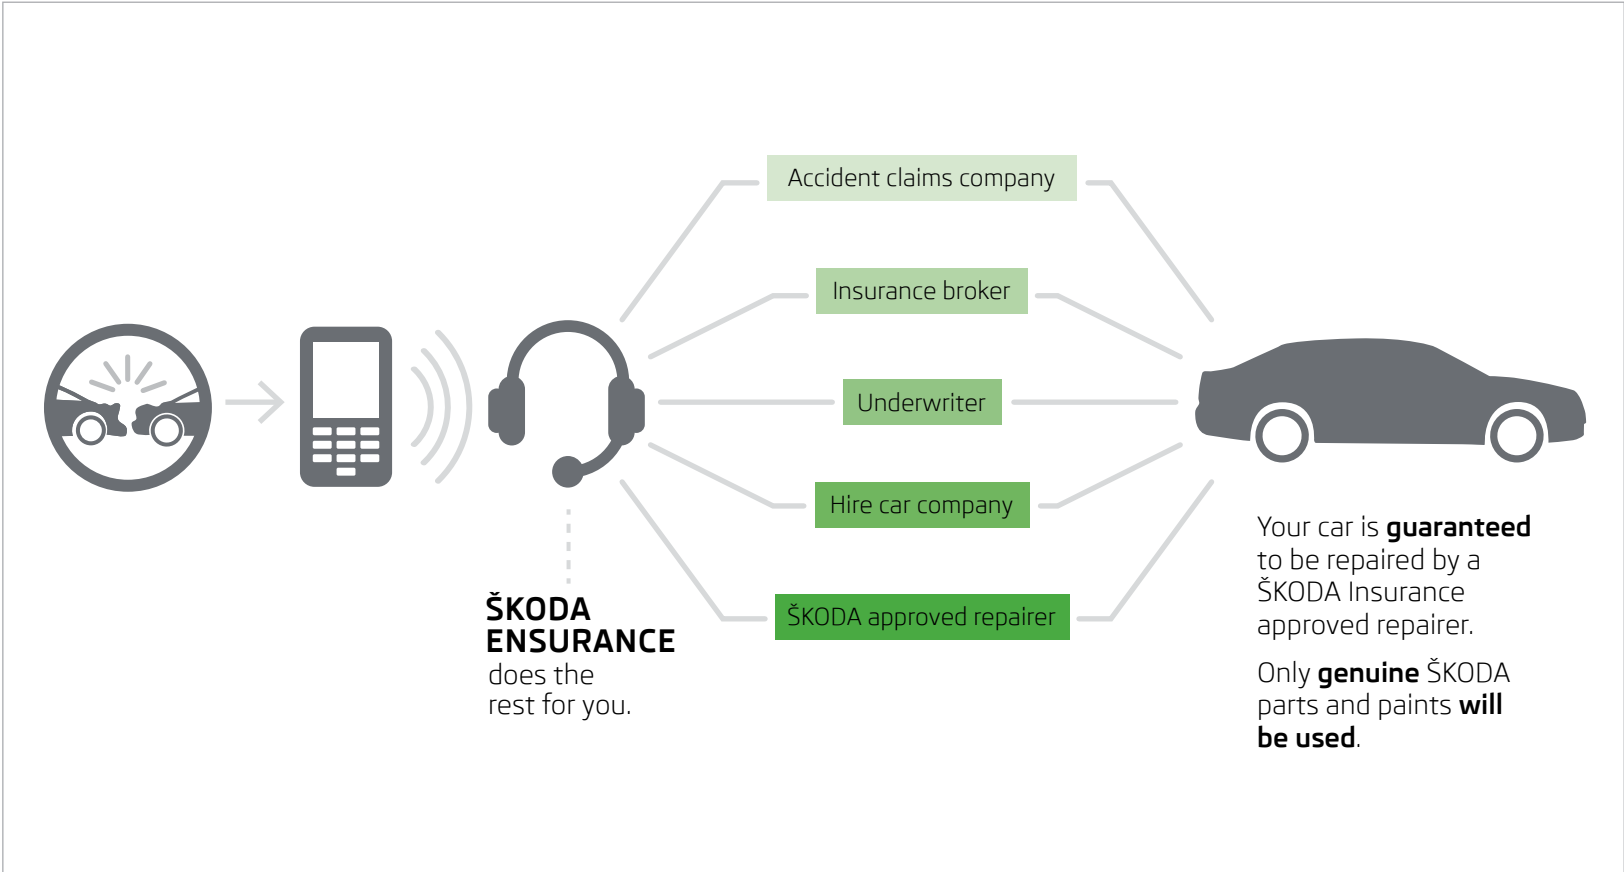 Accident claims company
Insurance broker
Underwriter
Hire car company
ŠKODA approved repairer
ŠKODA
ENSURANCE
does the
rest for you.
Your car is guaranteed
to be repaired by a
ŠKODA Insurance
approved repairer.
Only genuine ŠKODA
parts and paints will
be used.